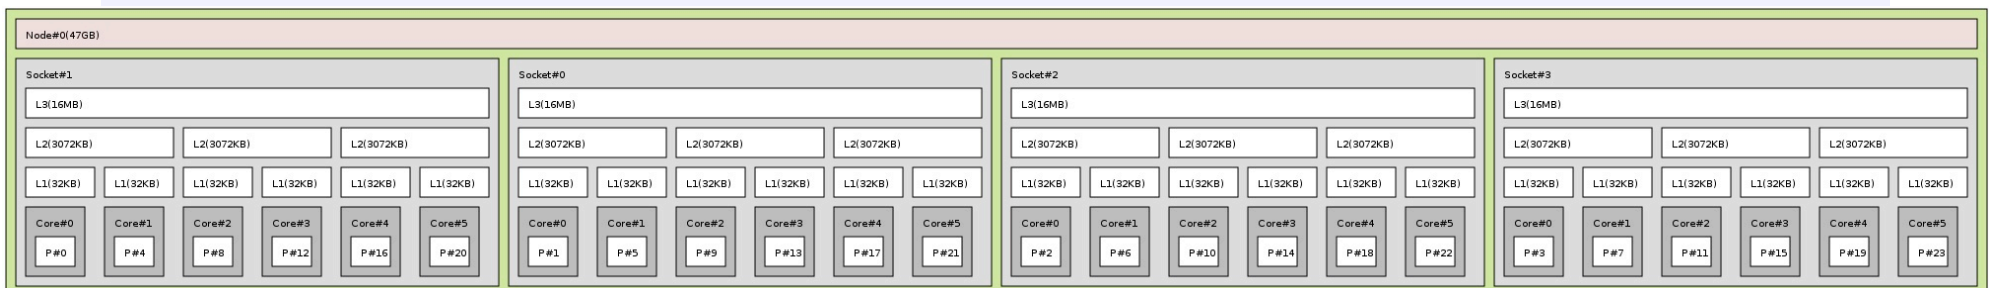 Node#0(47GB)
Socket#1 Socket#0 Socket#2 Socket#3
L3(16MB) L3(16MB) L3(16MB) L3(16MB)
L2(3072KB) L2(3072KB) L2(3072KB) L2(3072KB) L2(3072KB) L2(3072KB) L2(3072KB) L2(3072KB) L2(3072KB) L2(3072KB) L2(3072KB) L2(3072KB)
L1(32KB) L1(32KB) L1(32KB) L1(32KB) L1(32KB) L1(32KB) L1(32KB) L1(32KB) L1(32KB) L1(32KB) L1(32KB) L1(32KB) L1(32KB) L1(32KB) L1(32KB) L1(32KB) L1(32KB) L1(32KB) L1(32KB) L1(32KB) L1(32KB) L1(32KB) L1(32KB) L1(32KB)
Core#0 Core#1 Core#2 Core#3 Core#4 Core#5 Core#0 Core#1 Core#2 Core#3 Core#4 Core#5 Core#0 Core#1 Core#2 Core#3 Core#4 Core#5 Core#0 Core#1 Core#2 Core#3 Core#4 Core#5
P#0 P#4 P#8 P#12 P#16 P#20 P#1 P#5 P#9 P#13 P#17 P#21 P#2 P#6 P#10 P#14 P#18 P#22 P#3 P#7 P#11 P#15 P#19 P#23